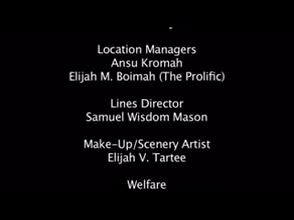 Location Managers
Ansu Kromah
Elijah M. Boimah (The Prolific)
Lines Director
Samuel Wisdom Mason
Make-Up/Scenery Artist
Elijah V. Tartee
Welfare